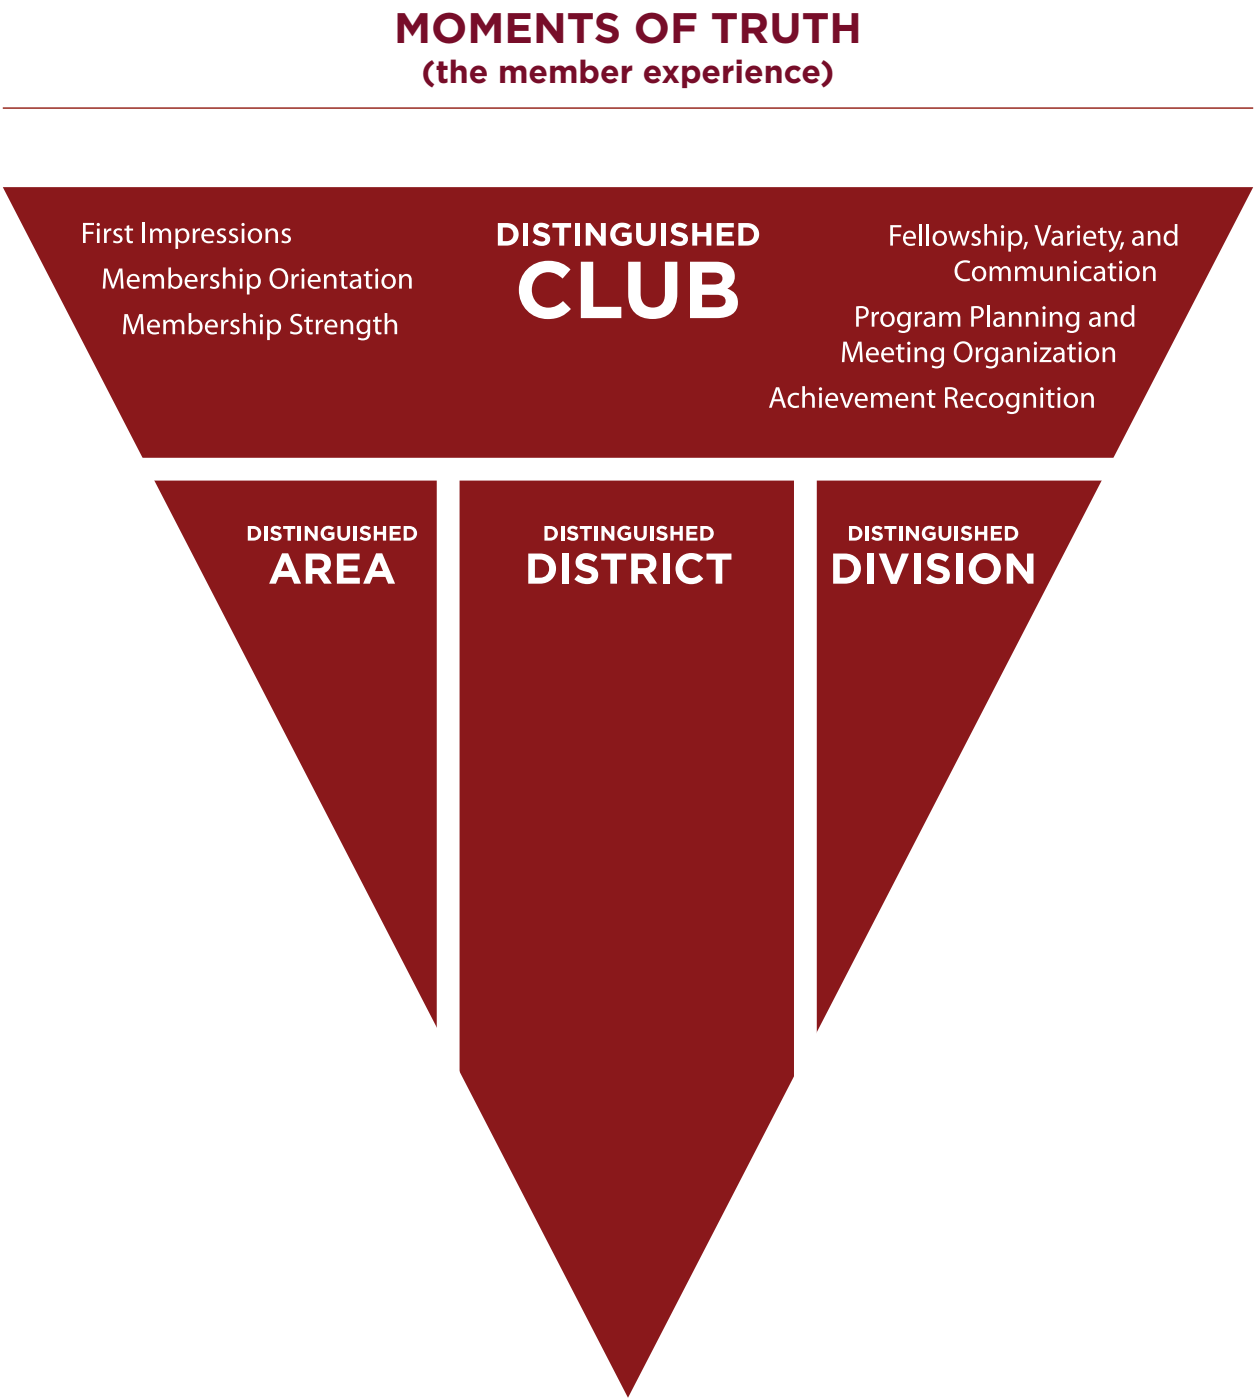 MOMENTS OF TRUTH
(the member experience)
First Impressions
Membership Orientation
Membership Strength
DISTINGUISHED
CLUB
Fellowship, Variety, and
Communication
Program Planning and
Meeting Organization
Achievement Recognition
DISTINGUISHED
AREA
DISTINGUISHED
DISTRICT
DISTINGUISHED
DIVISION